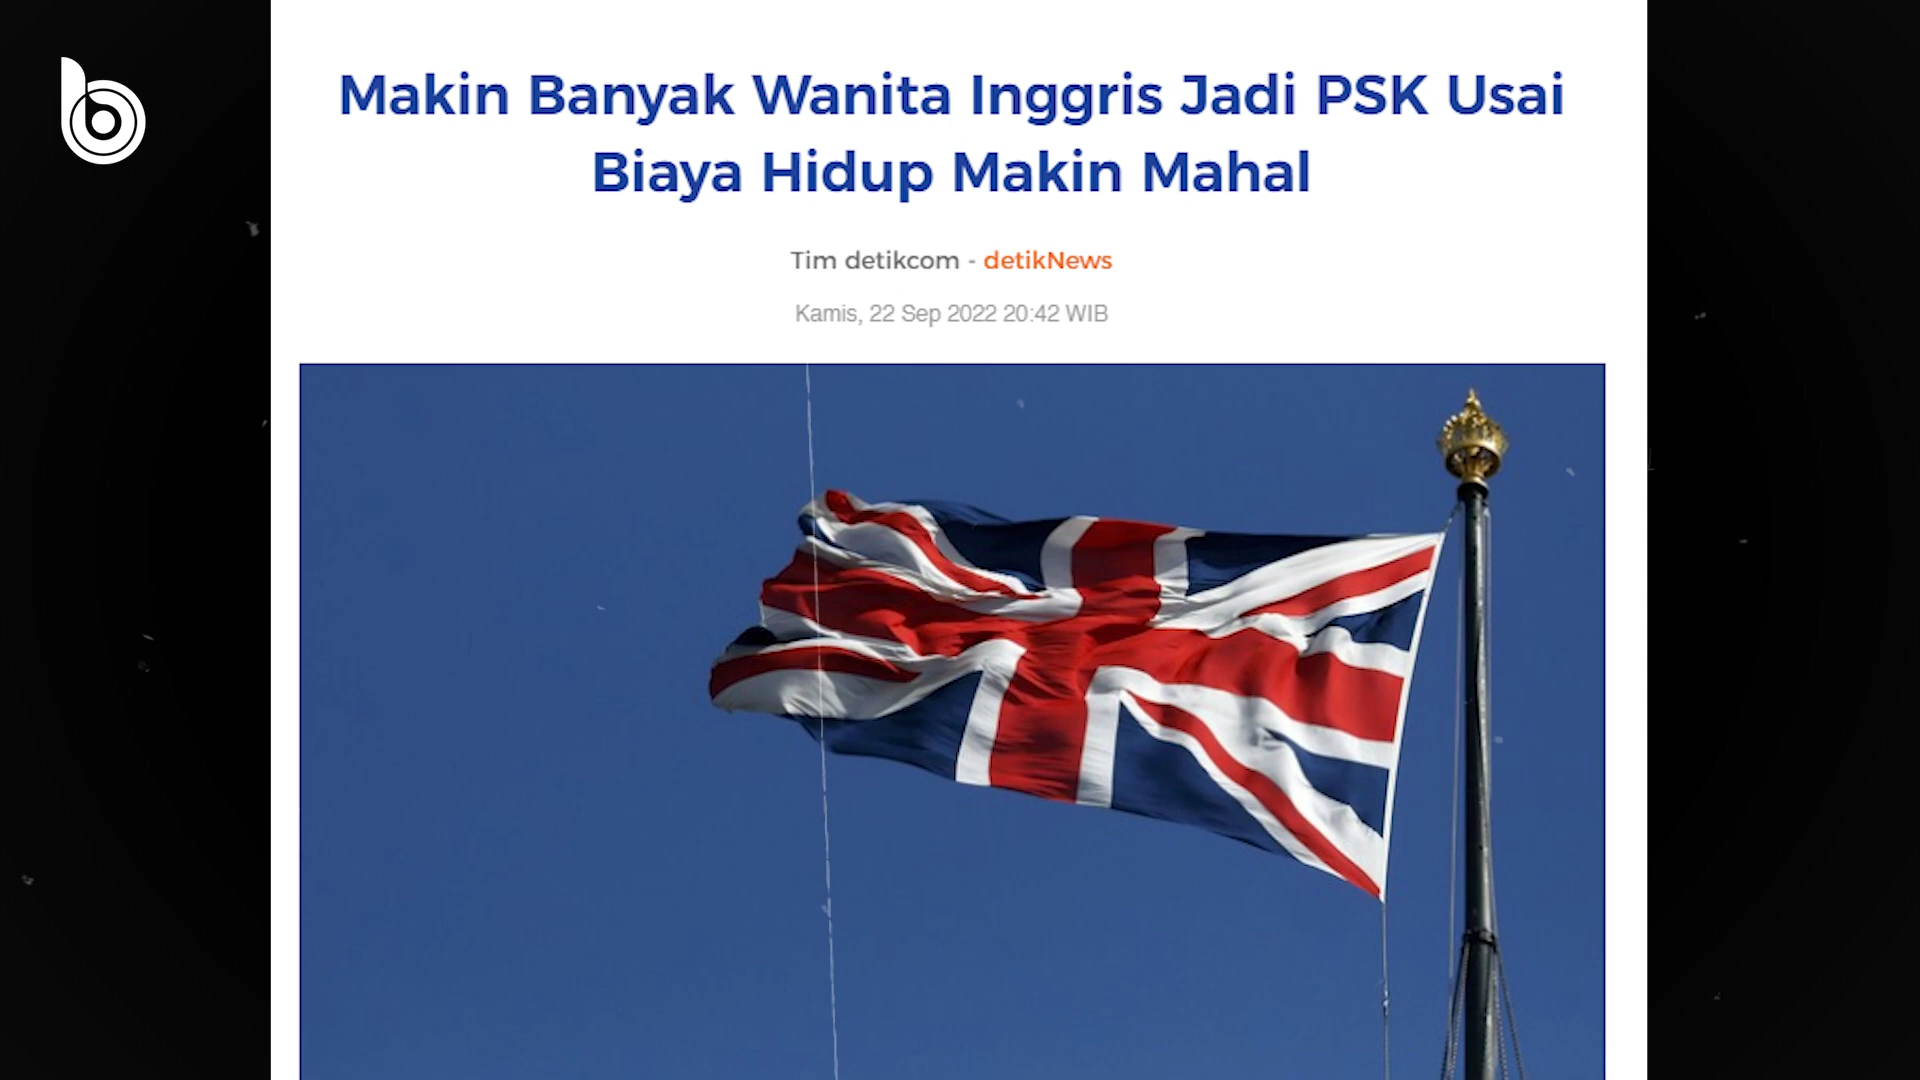 Makin Banyak Wanita Inggris Jadi PSK Usai
Biaya Hidup Makin Mahal
Tim detikcom - detikNews
Kamis, 22 Sep 2022 20:42 WIB